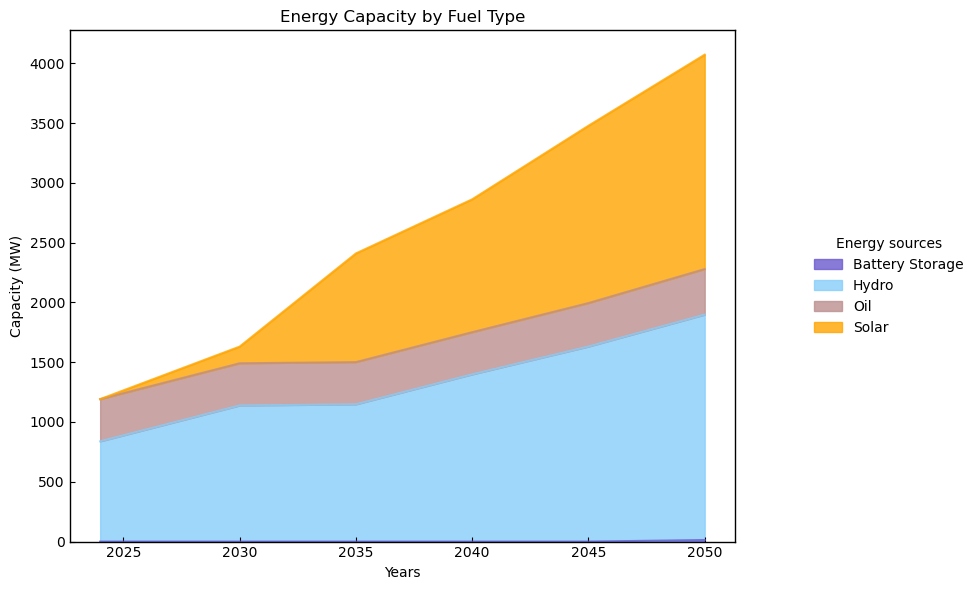 Energy Capacity by Fuel Type
Capacity (MW)
4000
3500
3000
2500
2000
1500
1000
500
0
2025 2030 2035 2040 2045 2050
Years
Energy sources
Battery Storage
Hydro
Oil
Solar